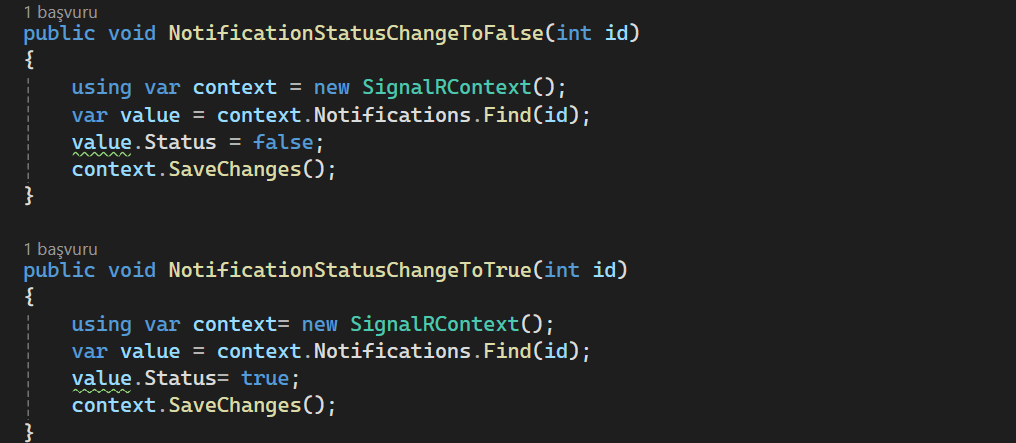 1 başvuru
public void NotificationStatusChangeToFalse(int id)
{
using var context = new SignalRContext();
var value = context.Notifications.Find(id);
value.Status = false;
context.SaveChanges();
}
1 başvuru
public void NotificationStatusChangeToTrue(int id)
{
using var context= new SignalRContext();
var value = context.Notifications.Find(id);
value.Status= true;
context.SaveChanges();
}